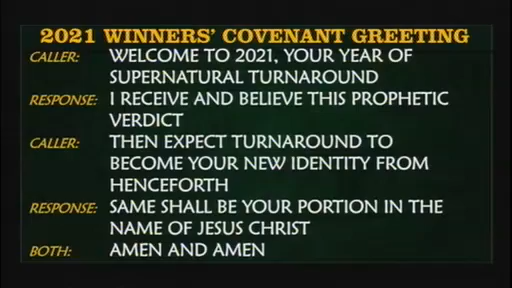 2021 WINNERS' COVENANT GREETING
CALLER: WELCOME TO 2021, YOUR YEAR OF
SUPERNATURAL TURNAROUND
RESPONSE: I RECEIVE AND BELIEVE THIS PROPHETIC
VERDICT
CALLER: THEN EXPECT TURNAROUND TO
BECOME YOUR NEW IDENTITY FROM
HENCEFORTH
RESPONSE: SAME SHALL BE YOUR PORTION IN THE
NAME OF JESUS CHRIST
BOTH: AMEN AND AMEN